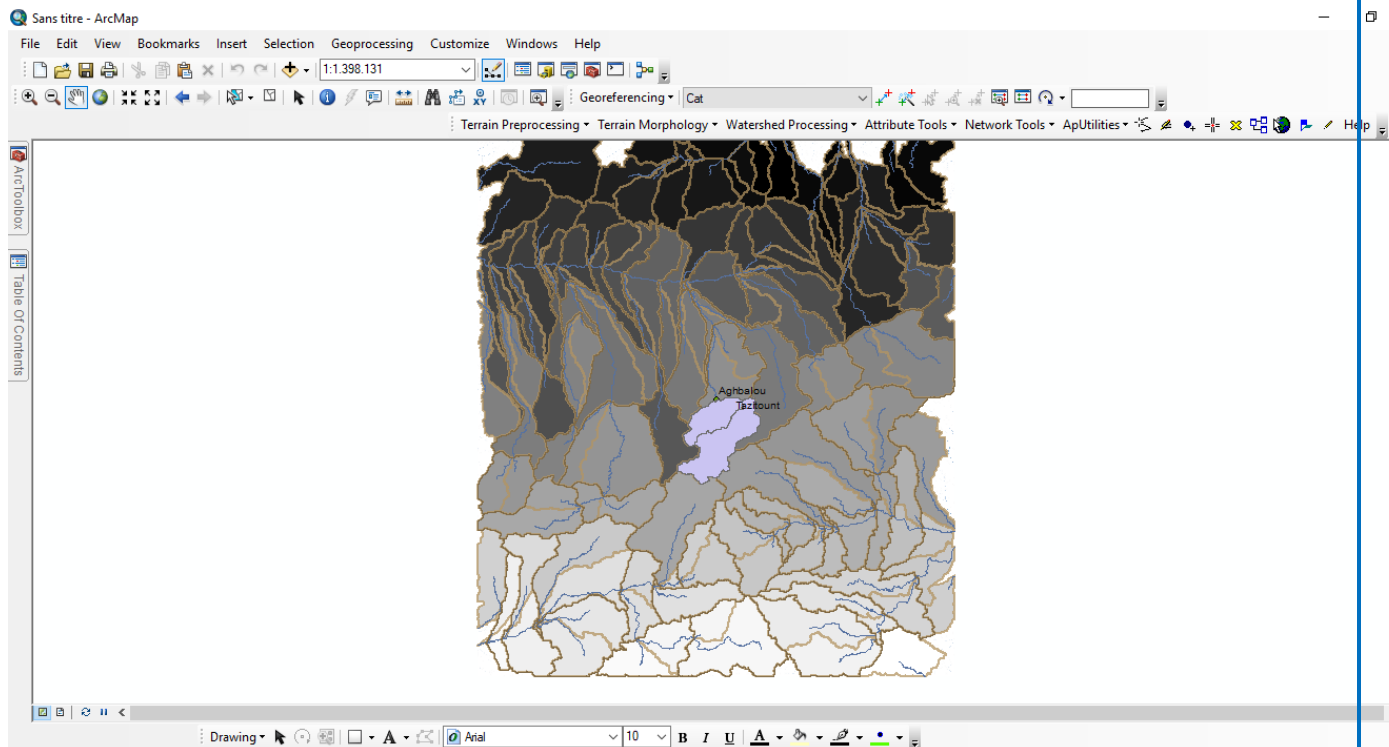 Sans titre - ArcMap
File Edit View Bookmarks Insert Selection Geoprocessing Customize Windows Help
1:1.398.131
Georeferencing Cat
Terrain Preprocessing Terrain Morphology Watershed Processing Attribute Tools Network Tools ApUtilities Help
ArcToolbox
Table Of Contents
Aghbalou
Tazitount
Drawing A Arial 10 B I U A